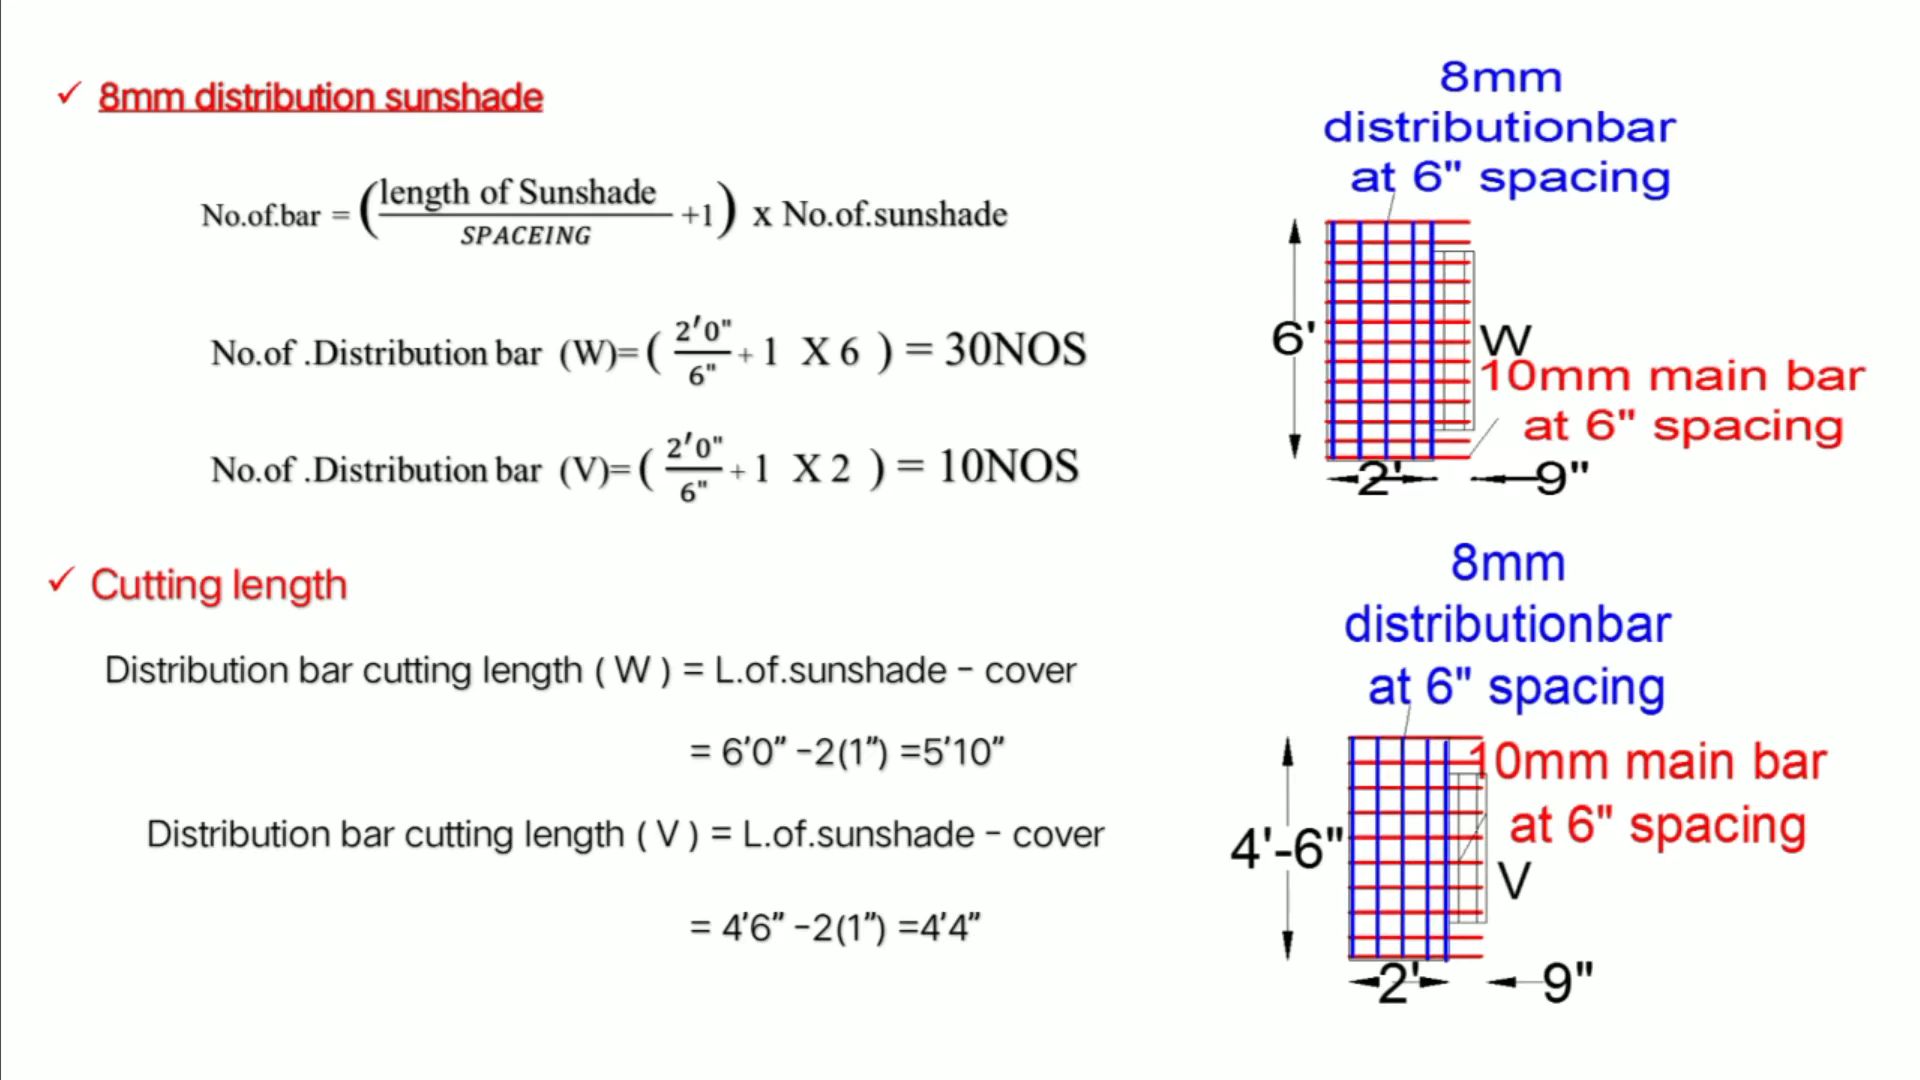 ✓ 8mm distribution sunshade
No.of.bar = (length of Sunshade / SPACEING +1) x No.of.sunshade
No.of .Distribution bar (W)= ( 2′0" / 6" + 1 X 6 ) = 30NOS
No.of .Distribution bar (V)= ( 2′0" / 6" + 1 X 2 ) = 10NOS
✓ Cutting length
Distribution bar cutting length ( W ) = L.of.sunshade - cover
= 6’0” -2(1”) =5’10”
Distribution bar cutting length ( V ) = L.of.sunshade - cover
= 4’6” -2(1”) =4’4”
8mm
distributionbar
at 6" spacing
6'
W
10mm main bar
at 6" spacing
2'
9"
8mm
distributionbar
at 6" spacing
10mm main bar
at 6" spacing
4'-6"
V
2'
9"